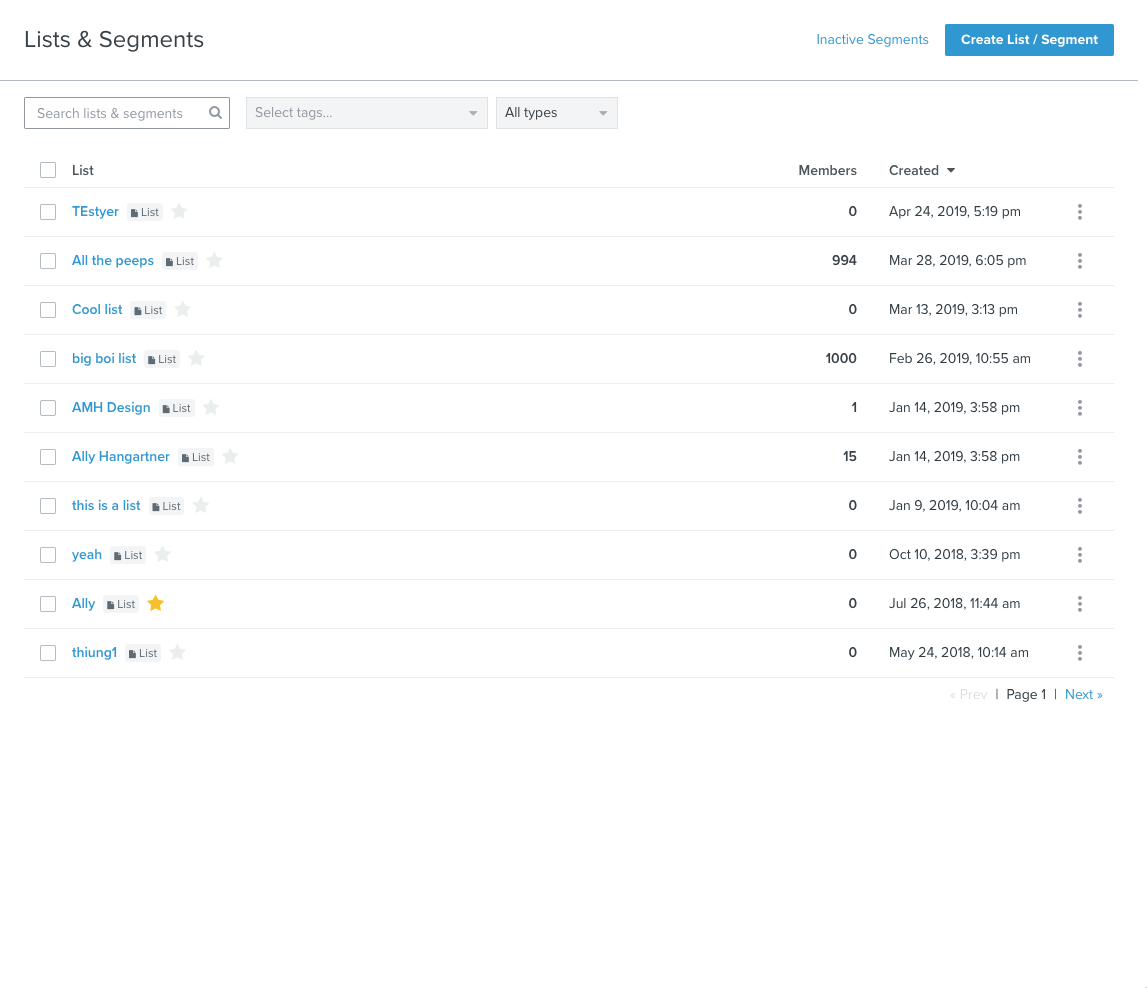 Lists & Segments Inactive Segments Create List / Segment
Search lists & segments Select tags... All types
List Members Created
TEstyer List 0 Apr 24, 2019, 5:19 pm
All the peeps List 994 Mar 28, 2019, 6:05 pm
Cool list List 0 Mar 13, 2019, 3:13 pm
big boi list List 1000 Feb 26, 2019, 10:55 am
AMH Design List 1 Jan 14, 2019, 3:58 pm
Ally Hangartner List 15 Jan 14, 2019, 3:58 pm
this is a list List 0 Jan 9, 2019, 10:04 am
yeah List 0 Oct 10, 2018, 3:39 pm
Ally List 0 Jul 26, 2018, 11:44 am
thiung1 List 0 May 24, 2018, 10:14 am
« Prev | Page 1 | Next »